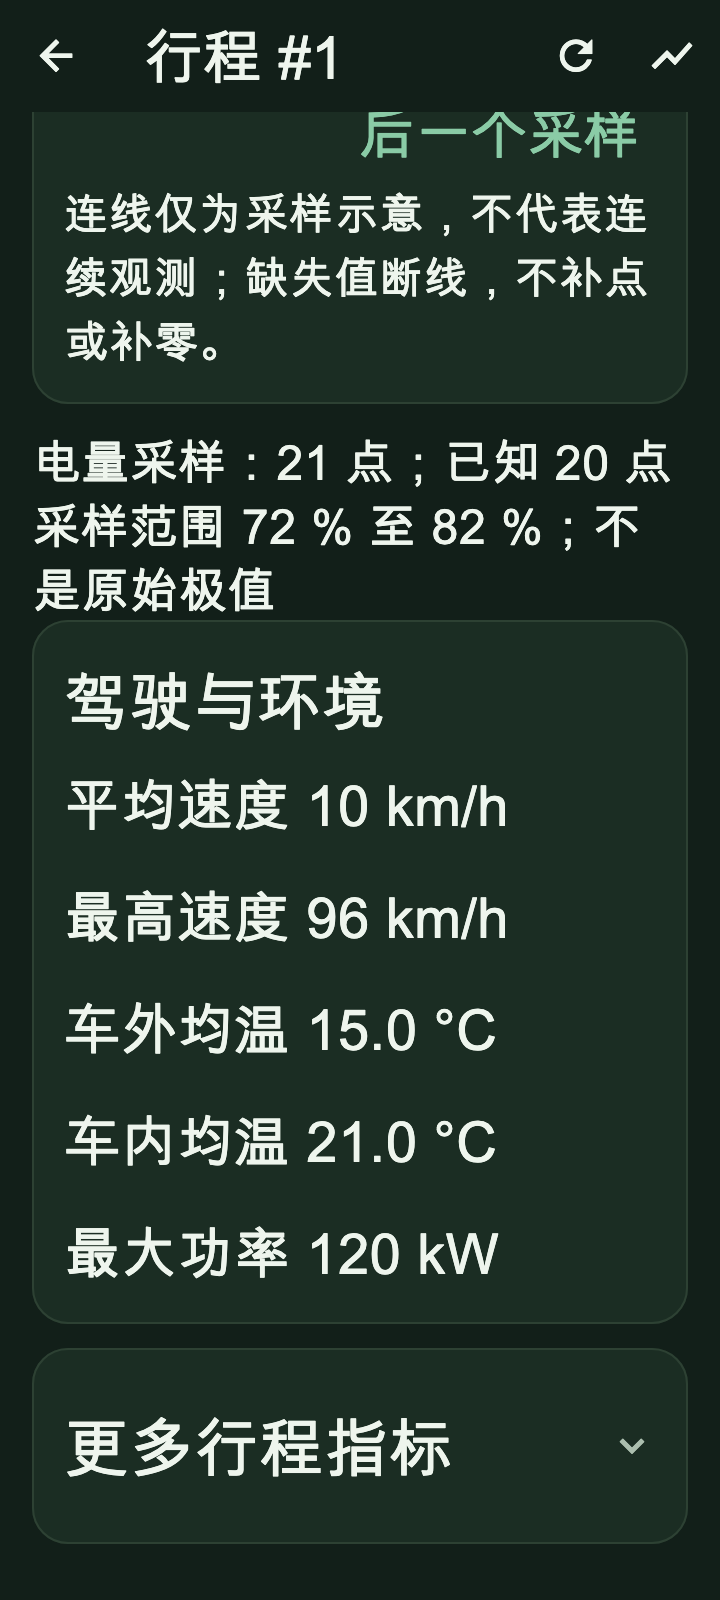 行程 #1
后一个采样
连线仅为采样示意，不代表连
续观测；缺失值断线，不补点
或补零。
电量采样：21 点；已知 20 点
采样范围 72 % 至 82 %；不
是原始极值
驾驶与环境
平均速度 10 km/h
最高速度 96 km/h
车外均温 15.0 °C
车内均温 21.0 °C
最大功率 120 kW
更多行程指标